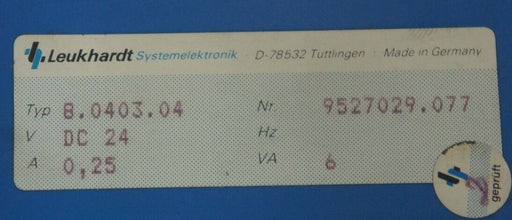 Leukhardt Systemelektronik · D-78532 Tuttlingen · Made in Germany
Typ 8.0403.04 Nr. 9527029.077
V DC 24 Hz
A 0,25 VA 6
geprüft